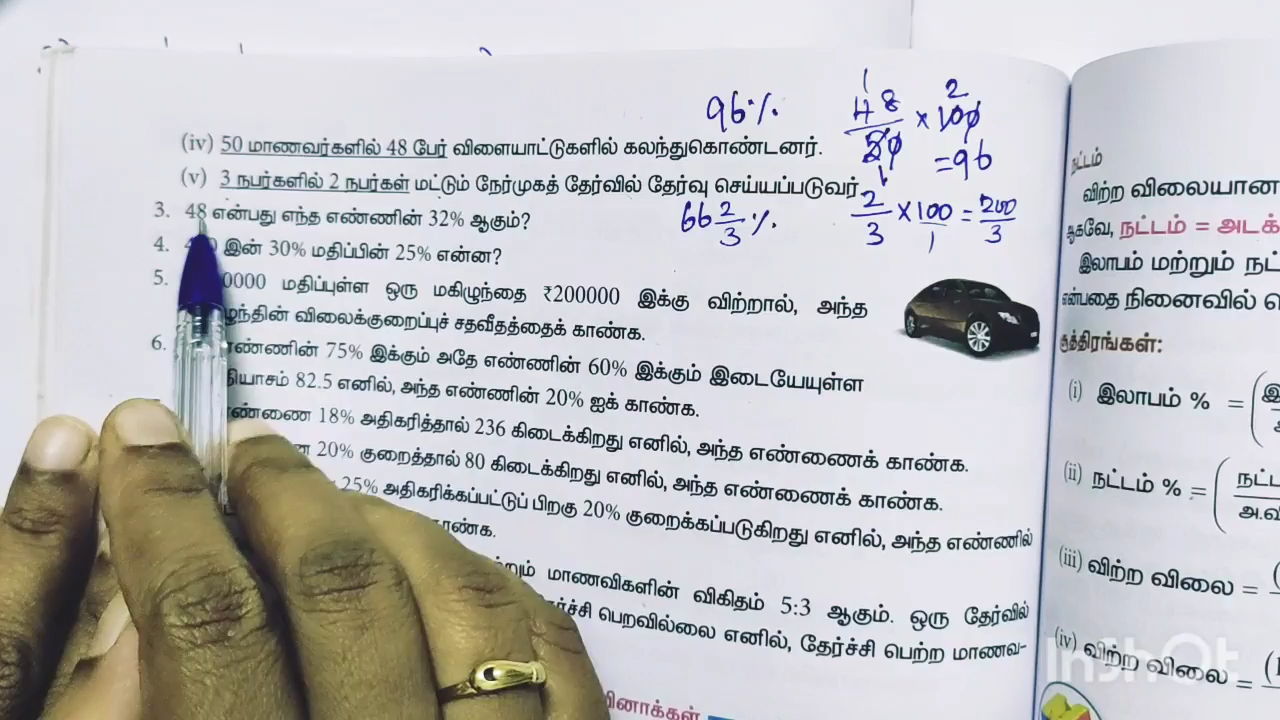 96%
48/50 × 100
= 96
(iv) 50 மாணவர்களில் 48 பேர் விளையாட்டுகளில் கலந்துகொண்டனர்.
(v) 3 நபர்களில் 2 நபர்கள் மட்டும் நேர்முகத் தேர்வில் தேர்வு செய்யப்படுவர்
66 2/3 %
2/3 × 100/1 = 200/3
3. 48 என்பது எந்த எண்ணின் 32% ஆகும்?
4. இன் 30% மதிப்பின் 25% என்ன?
5. 0000 மதிப்புள்ள ஒரு மகிழுந்தை ₹200000 இக்கு விற்றால், அந்த
விலைக்குறைப்புச் சதவீதத்தைக் காண்க.
6. 75% இக்கும் அதே எண்ணின் 60% இக்கும் இடையேயுள்ள
82.5 எனில், அந்த எண்ணின் 20% ஐக் காண்க.
18% அதிகரித்தால் 236 கிடைக்கிறது எனில், அந்த எண்ணைக் காண்க.
20% குறைத்தால் 80 கிடைக்கிறது எனில், அந்த எண்ணைக் காண்க.
25% அதிகரிக்கப்பட்டுப் பிறகு 20% குறைக்கப்படுகிறது எனில், அந்த எண்ணில்
காண்க.
மாணவிகளின் விகிதம் 5:3 ஆகும். ஒரு தேர்வில்
பெறவில்லை எனில், தேர்ச்சி பெற்ற மாணவ-
நட்டம்
விற்ற விலையான
ஆகவே, நட்டம் = அடக்
இலாபம் மற்றும் நட்
என்பதை நினைவில்
சூத்திரங்கள்:
(i) இலாபம் % = (
(ii) நட்டம் % = (நட்ட
அ.வி
(iii) விற்ற விலை = (
(iv) விற்ற விலை =
InShOt